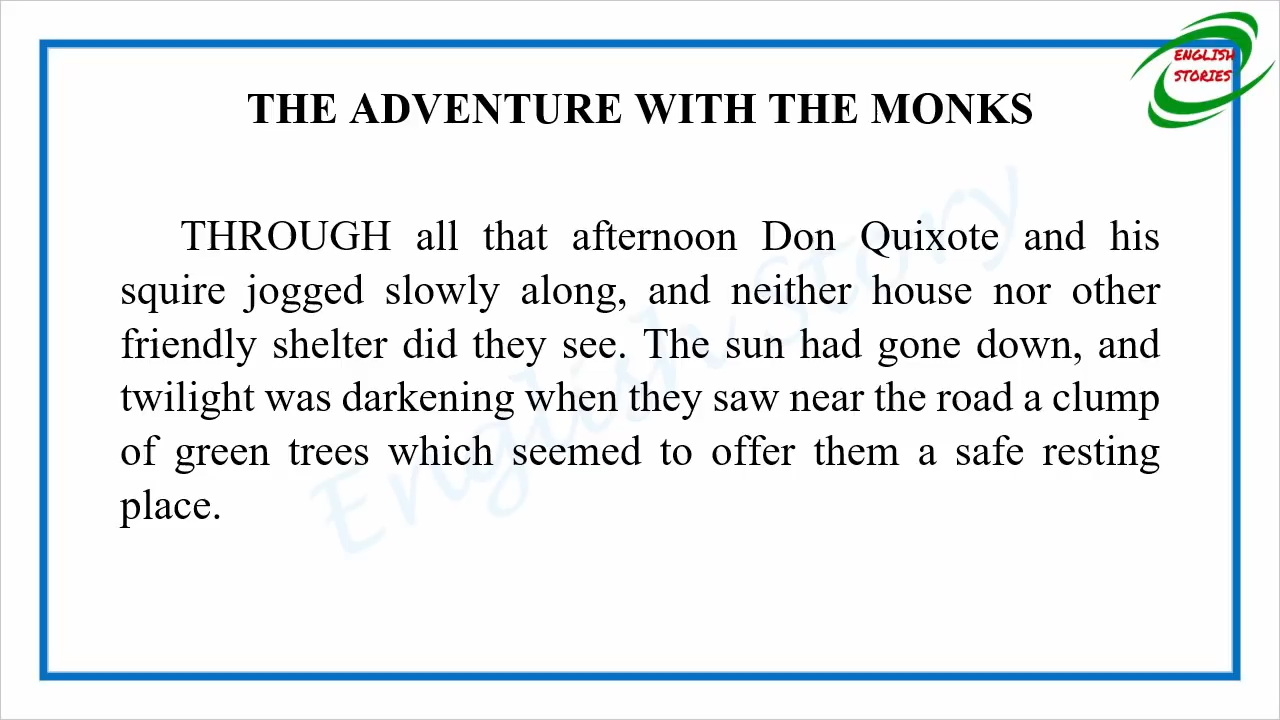 ENGLISH
STORIES
THE ADVENTURE WITH THE MONKS
THROUGH all that afternoon Don Quixote and his
squire jogged slowly along, and neither house nor other
friendly shelter did they see. The sun had gone down, and
twilight was darkening when they saw near the road a clump
of green trees which seemed to offer them a safe resting
place.
English Story